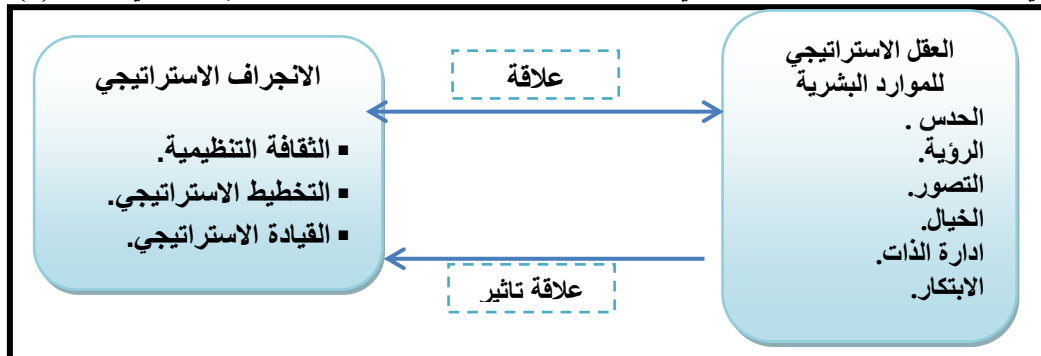 العقل الاستراتيجي
للموارد البشرية
الحدس .
الرؤية.
التصور.
الخيال.
ادارة الذات.
الابتكار.
علاقة
علاقة تاثير
الانجراف الاستراتيجي
▪ الثقافة التنظيمية.
▪ التخطيط الاستراتيجي.
▪ القيادة الاستراتيجي.